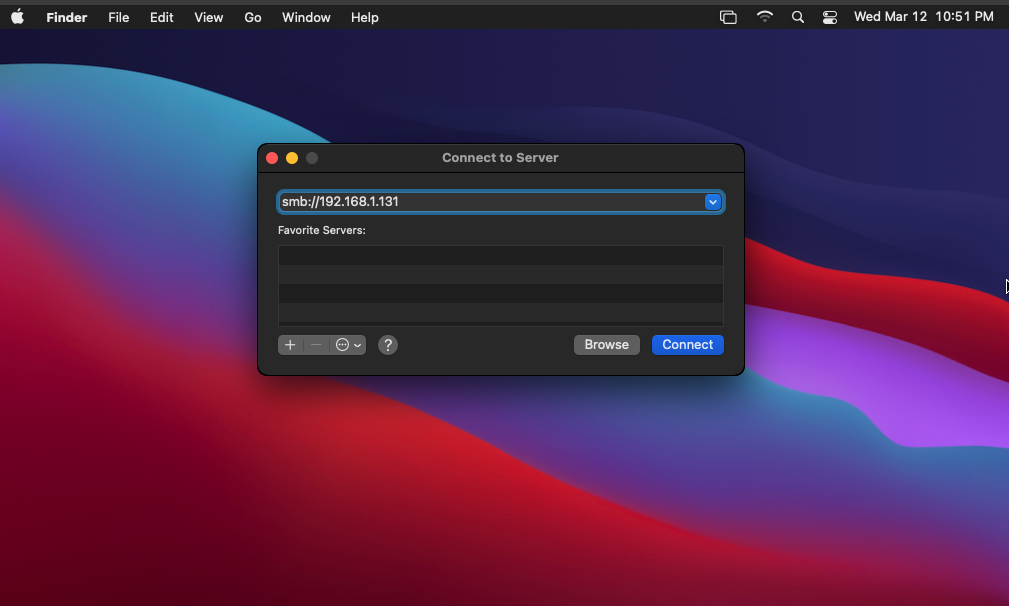 Finder File Edit View Go Window Help Wed Mar 12 10:51 PM
Connect to Server
smb://192.168.1.131
Favorite Servers:
? Browse Connect